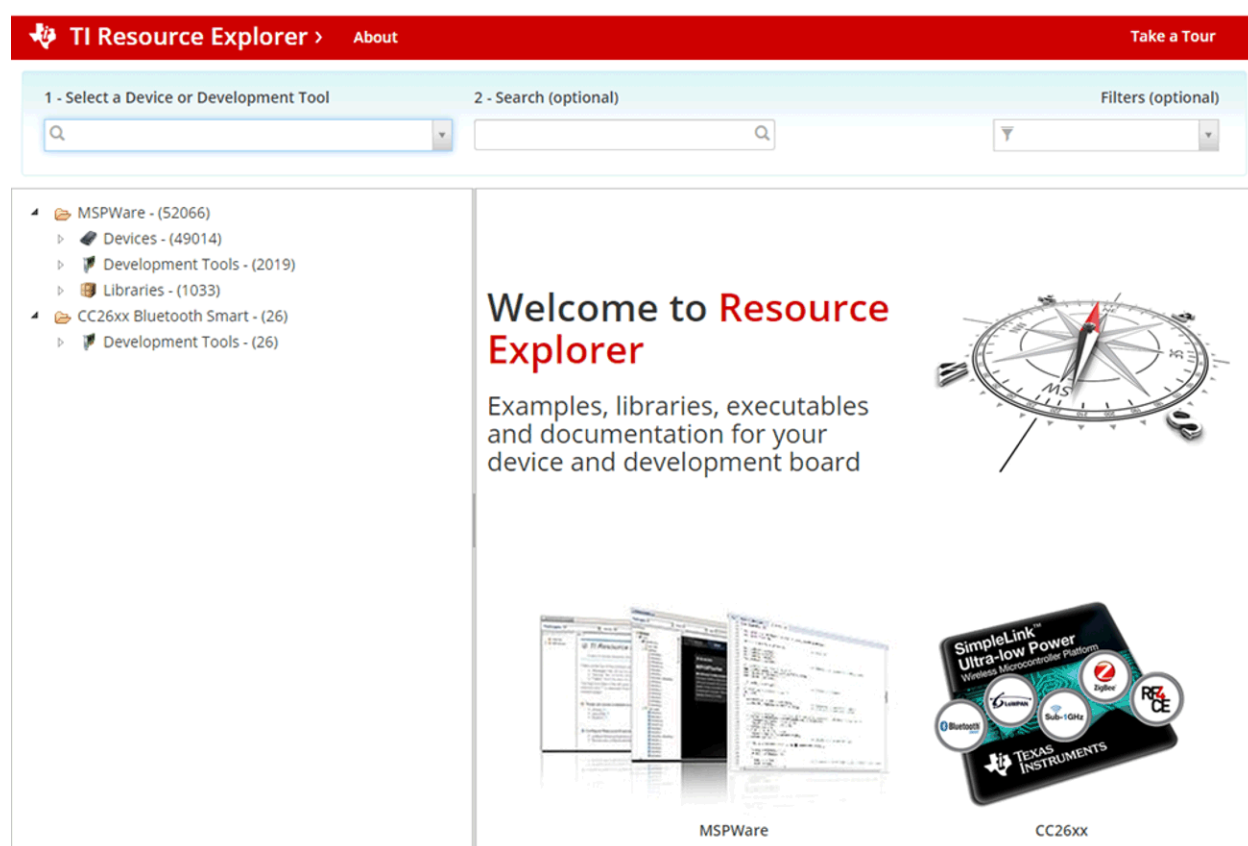 TI Resource Explorer › About Take a Tour
1 - Select a Device or Development Tool 2 - Search (optional) Filters (optional)
MSPWare - (52066)
Devices - (49014)
Development Tools - (2019)
Libraries - (1033)
CC26xx Bluetooth Smart - (26)
Development Tools - (26)
Welcome to Resource
Explorer
Examples, libraries, executables
and documentation for your
device and development board
SimpleLink™
Ultra-low Power
Wireless Microcontroller Platform
Bluetooth
6LoWPAN
Sub-1GHz
ZigBee
RF4CE
TEXAS
INSTRUMENTS
MSPWare CC26xx